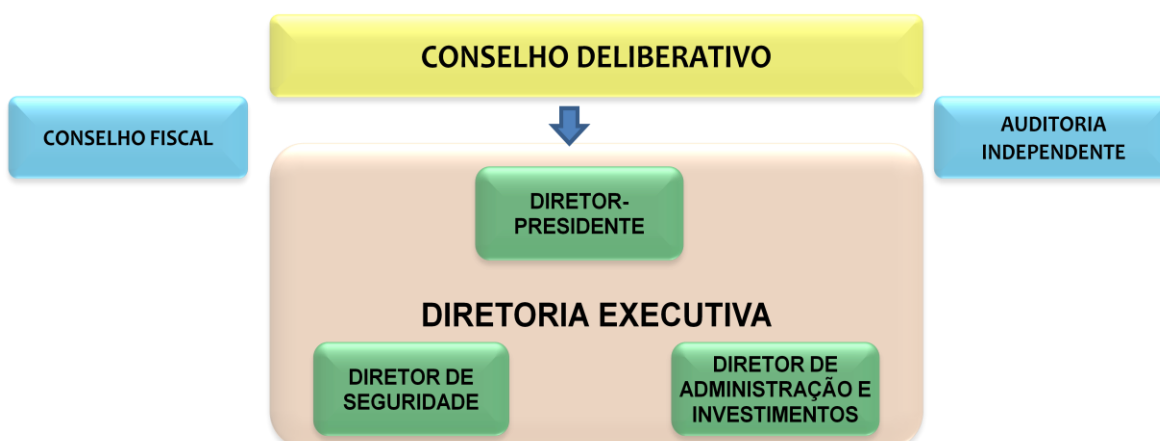 CONSELHO DELIBERATIVO
CONSELHO FISCAL
AUDITORIA
INDEPENDENTE
DIRETOR-
PRESIDENTE
DIRETORIA EXECUTIVA
DIRETOR DE
SEGURIDADE
DIRETOR DE
ADMINISTRAÇÃO E
INVESTIMENTOS